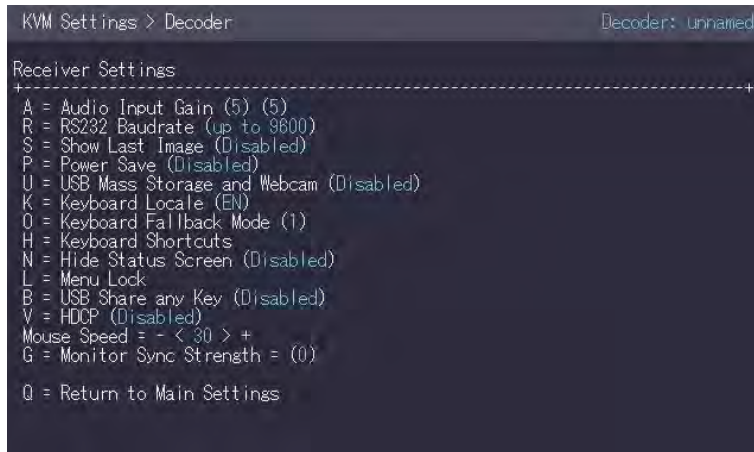 KVM Settings > Decoder Decoder: unnamed
Receiver Settings
+------------------------------------------------------------------------------------------+
A = Audio Input Gain (5) (5)
R = RS232 Baudrate (up to 9600)
S = Show Last Image (Disabled)
P = Power Save (Disabled)
U = USB Mass Storage and Webcam (Disabled)
K = Keyboard Locale (EN)
O = Keyboard Fallback Mode (1)
H = Keyboard Shortcuts
N = Hide Status Screen (Disabled)
L = Menu Lock
B = USB Share any Key (Disabled)
V = HDCP (Disabled)
Mouse Speed = - < 30 > +
G = Monitor Sync Strength = (0)
Q = Return to Main Settings